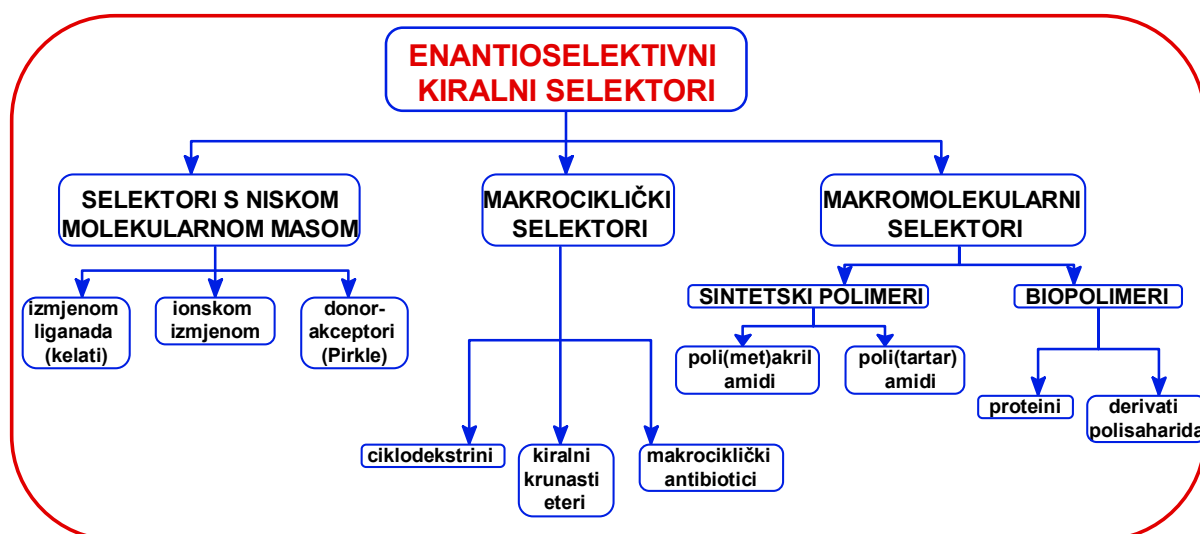 ENANTIOSELEKTIVNI
KIRALNI SELEKTORI
SELEKTORI S NISKOM
MOLEKULARNOM MASOM
MAKROCIKLIČKI
SELEKTORI
MAKROMOLEKULARNI
SELEKTORI
izmjenom
liganada
(kelati)
ionskom
izmjenom
donor-
akceptori
(Pirkle)
SINTETSKI POLIMERI
BIOPOLIMERI
poli(met)akril
amidi
poli(tartar)
amidi
proteini
derivati
polisaharida
ciklodekstrini
kiralni
krunasti
eteri
makrociklički
antibiotici